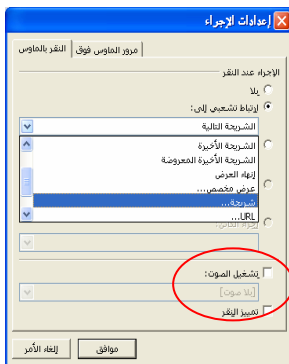 إعدادات الإجراء
النقر بالماوس
مرور الماوس فوق
الإجراء عند النقر
بلا
ارتباط تشعبي إلى:
الشريحة التالية
الشريحة الأخيرة
الشريحة الأخيرة المعروضة
إنهاء العرض
عرض مخصص...
شريحة...
URL...
تشغيل الصوت:
[بلا صوت]
تمييز النقر
موافق
إلغاء الأمر